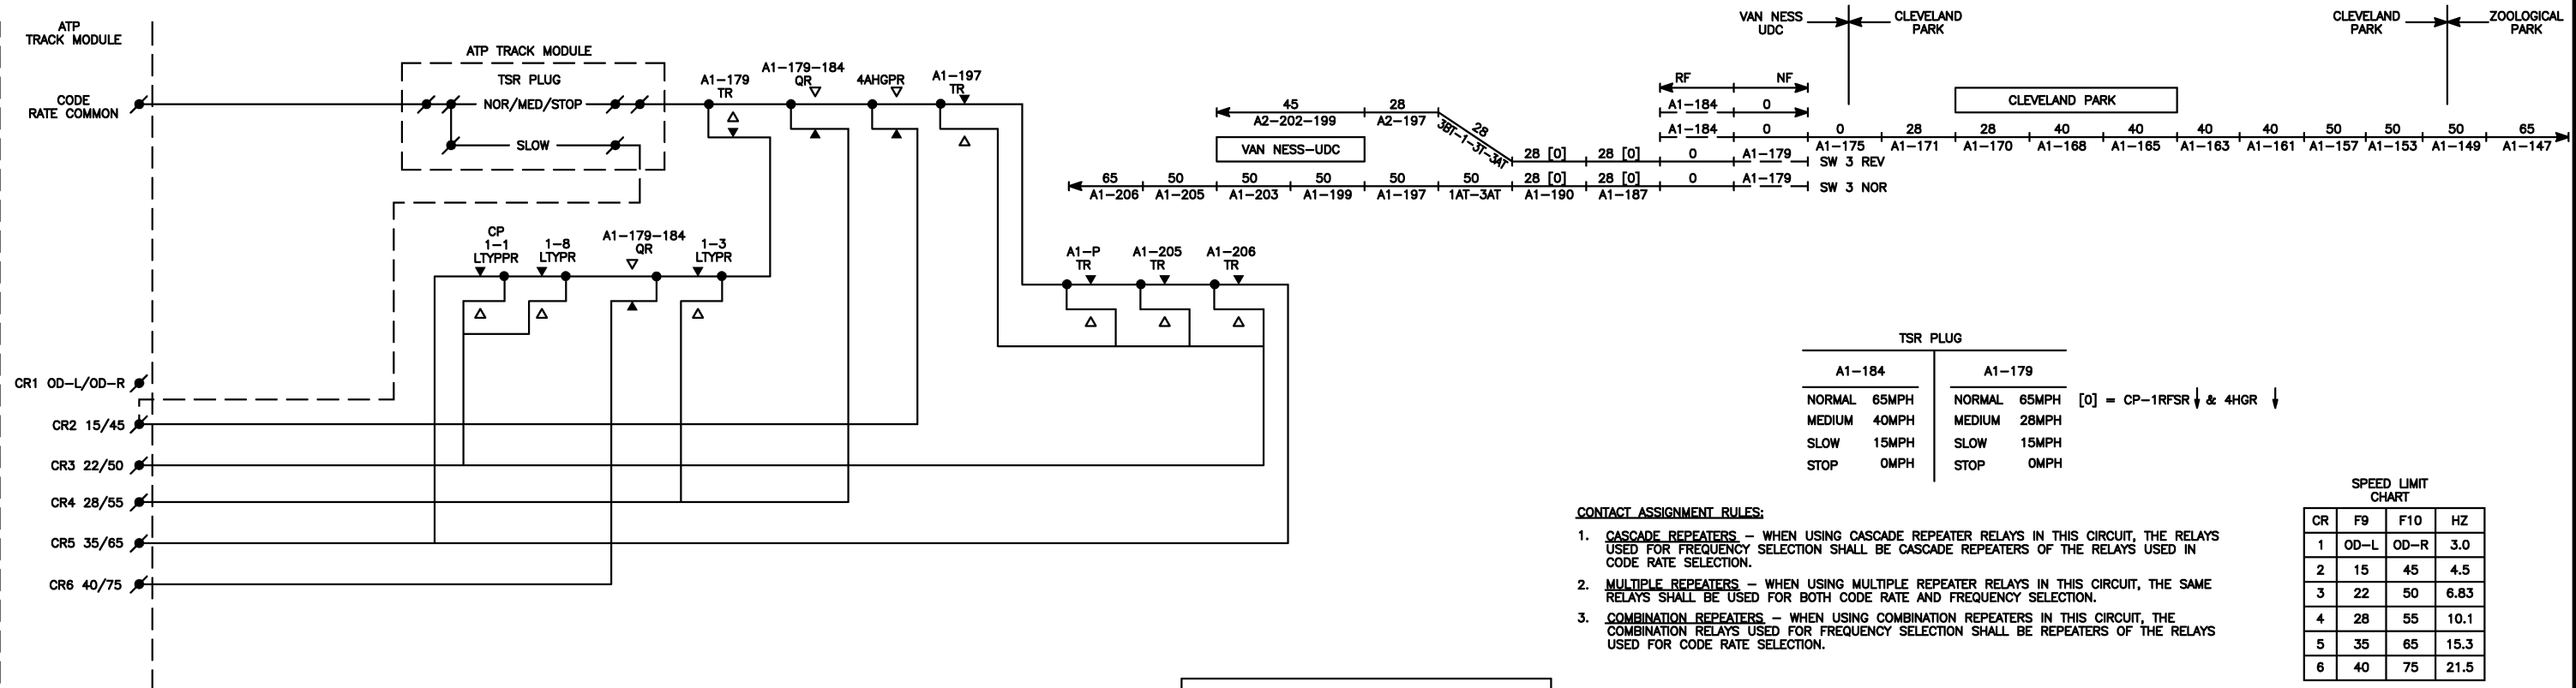 ATP
TRACK MODULE
CODE
RATE COMMON
ATP TRACK MODULE
TSR PLUG
NOR/MED/STOP
SLOW
A1-179
TR
A1-179-184
QR
4AHGPR
A1-197
TR
CP
1-1
LTYPPR
1-8
LTYPR
A1-179-184
QR
1-3
LTYPR
A1-P
TR
A1-205
TR
A1-206
TR
CR1 OD-L/OD-R
CR2 15/45
CR3 22/50
CR4 28/55
CR5 35/65
CR6 40/75
VAN NESS
UDC
CLEVELAND
PARK
CLEVELAND
PARK
ZOOLOGICAL
PARK
RF NF
45 28
A2-202-199 A2-197
A1-184 0
28
3BT-1-3T-3AT
VAN NESS-UDC
CLEVELAND PARK
A1-184 0 0 28 28 40 40 40 40 50 50 50 65
A1-175 A1-171 A1-170 A1-168 A1-165 A1-163 A1-161 A1-157 A1-153 A1-149 A1-147
28 [0] 28 [0] 0 A1-179 SW 3 REV
65 50 50 50 50 50 28 [0] 28 [0] 0 A1-179 SW 3 NOR
A1-206 A1-205 A1-203 A1-199 A1-197 1AT-3AT A1-190 A1-187
TSR PLUG
A1-184 A1-179
NORMAL 65MPH NORMAL 65MPH [0] = CP-1RFSR ↓ & 4HGR ↓
MEDIUM 40MPH MEDIUM 28MPH
SLOW 15MPH SLOW 15MPH
STOP 0MPH STOP 0MPH
CONTACT ASSIGNMENT RULES:
1. CASCADE REPEATERS – WHEN USING CASCADE REPEATER RELAYS IN THIS CIRCUIT, THE RELAYS
USED FOR FREQUENCY SELECTION SHALL BE CASCADE REPEATERS OF THE RELAYS USED IN
CODE RATE SELECTION.
2. MULTIPLE REPEATERS – WHEN USING MULTIPLE REPEATER RELAYS IN THIS CIRCUIT, THE SAME
RELAYS SHALL BE USED FOR BOTH CODE RATE AND FREQUENCY SELECTION.
3. COMBINATION REPEATERS – WHEN USING COMBINATION REPEATERS IN THIS CIRCUIT, THE
COMBINATION RELAYS USED FOR FREQUENCY SELECTION SHALL BE REPEATERS OF THE RELAYS
USED FOR CODE RATE SELECTION.
SPEED LIMIT
CHART
CR F9 F10 HZ
1 OD-L OD-R 3.0
2 15 45 4.5
3 22 50 6.83
4 28 55 10.1
5 35 65 15.3
6 40 75 21.5